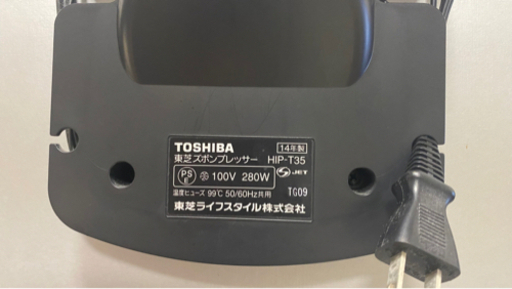 TOSHIBA 14年製
東芝ズボンプレッサー HIP-T35
PS E 100V 280W JET
温度ヒューズ 99℃ 50/60Hz共用 TG09
東芝ライフスタイル株式会社